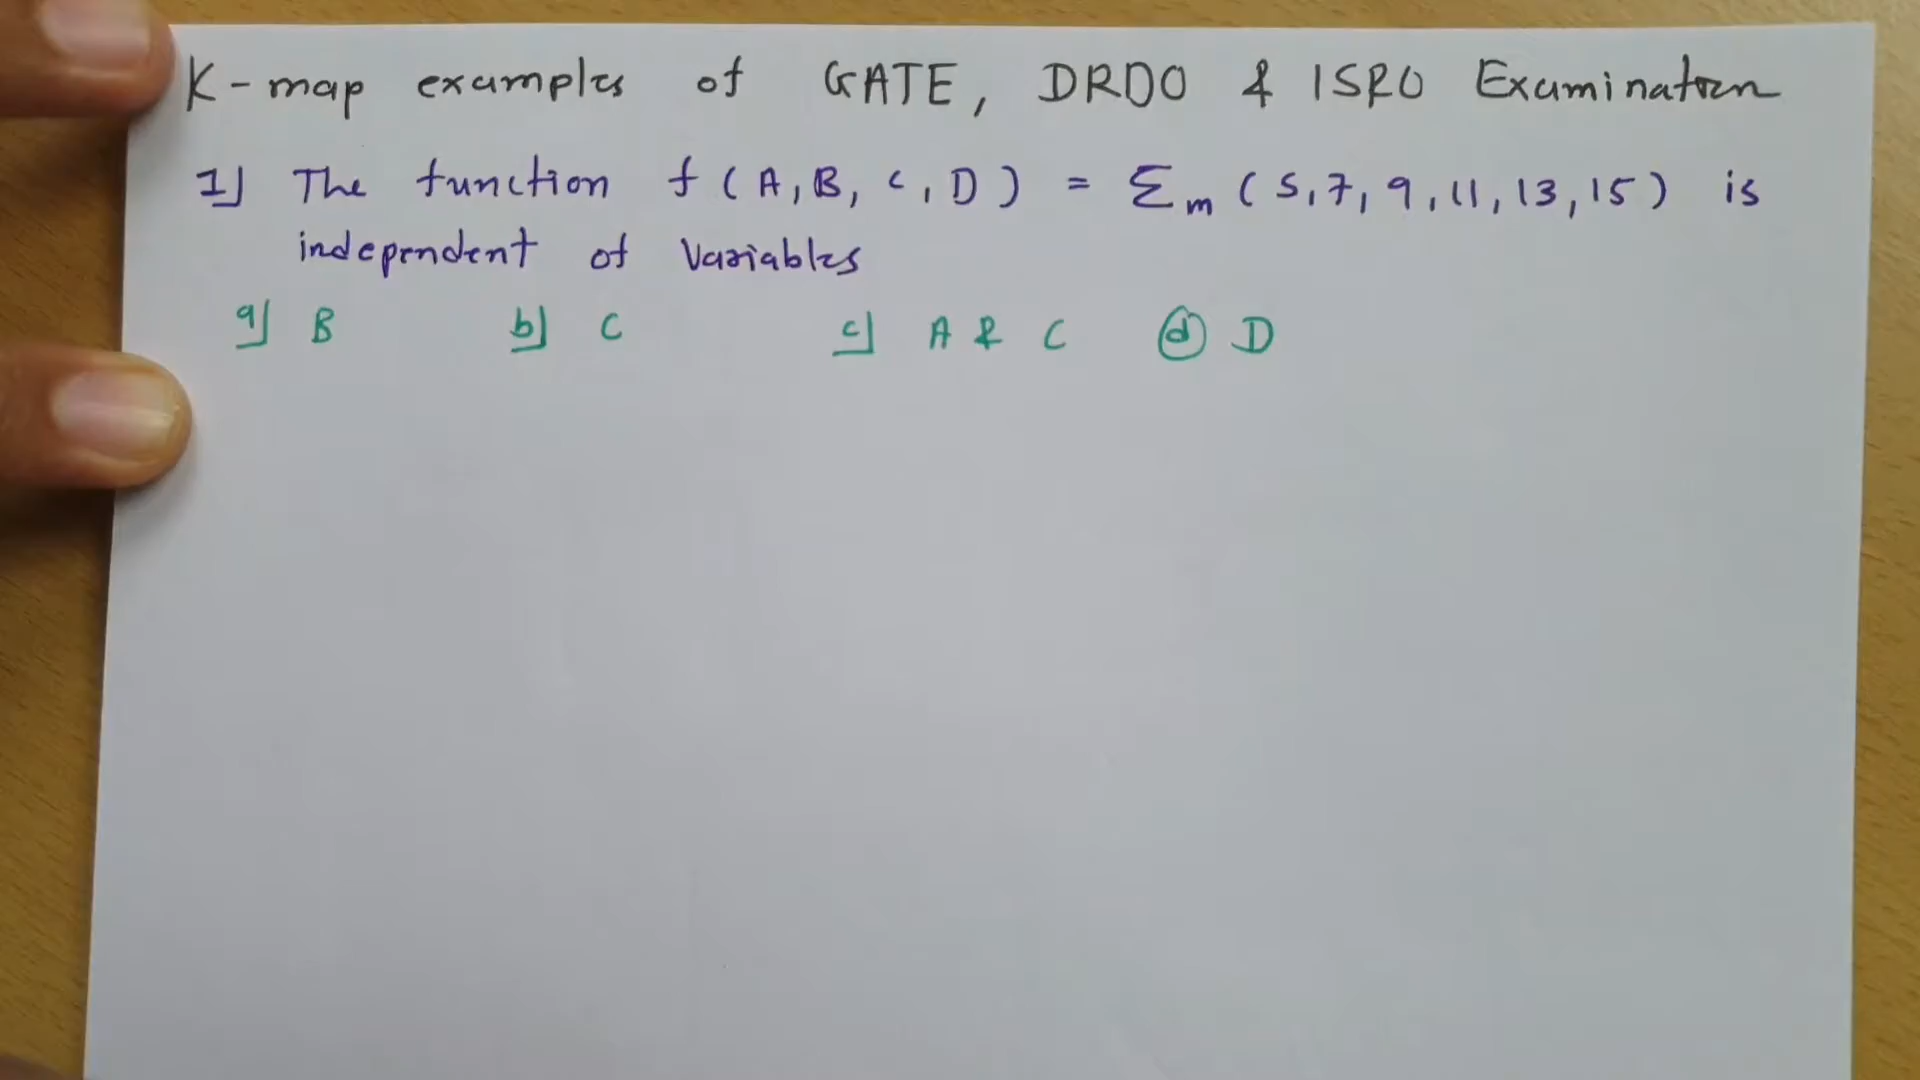 K-map examples of GATE, DRDO & ISRO Examination
1] The function f(A, B, C, D) = Σm (5, 7, 9, 11, 13, 15) is
independent of Variables
a] B b] C c] A & C d D